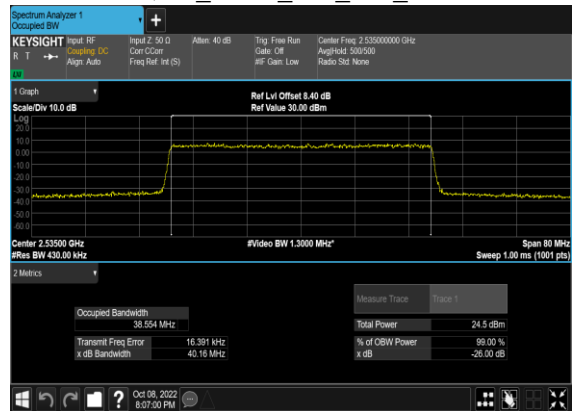 Spectrum Analyzer 1
Occupied BW
KEYSIGHT Input: RF Input Z: 50 Ω Atten: 40 dB Trig: Free Run Center Freq: 2.535000000 GHz
R T Coupling: DC Corr CCorr Gate: Off Avg|Hold: 500/500
Align: Auto Freq Ref: Int (S) #IF Gain: Low Radio Std: None
LW
1 Graph
Ref Lvl Offset 8.40 dB
Scale/Div 10.0 dB Ref Value 30.00 dBm
Log
20.0
10.0
0.00
-10.0
-20.0
-30.0
-40.0
-50.0
-60.0
Center 2.53500 GHz #Video BW 1.3000 MHz* Span 80 MHz
#Res BW 430.00 kHz Sweep 1.00 ms (1001 pts)
2 Metrics
Measure Trace Trace 1
Occupied Bandwidth
38.554 MHz Total Power 24.5 dBm
Transmit Freq Error 16.391 kHz % of OBW Power 99.00 %
x dB Bandwidth 40.16 MHz x dB -26.00 dB
? Oct 08, 2022
8:07:00 PM